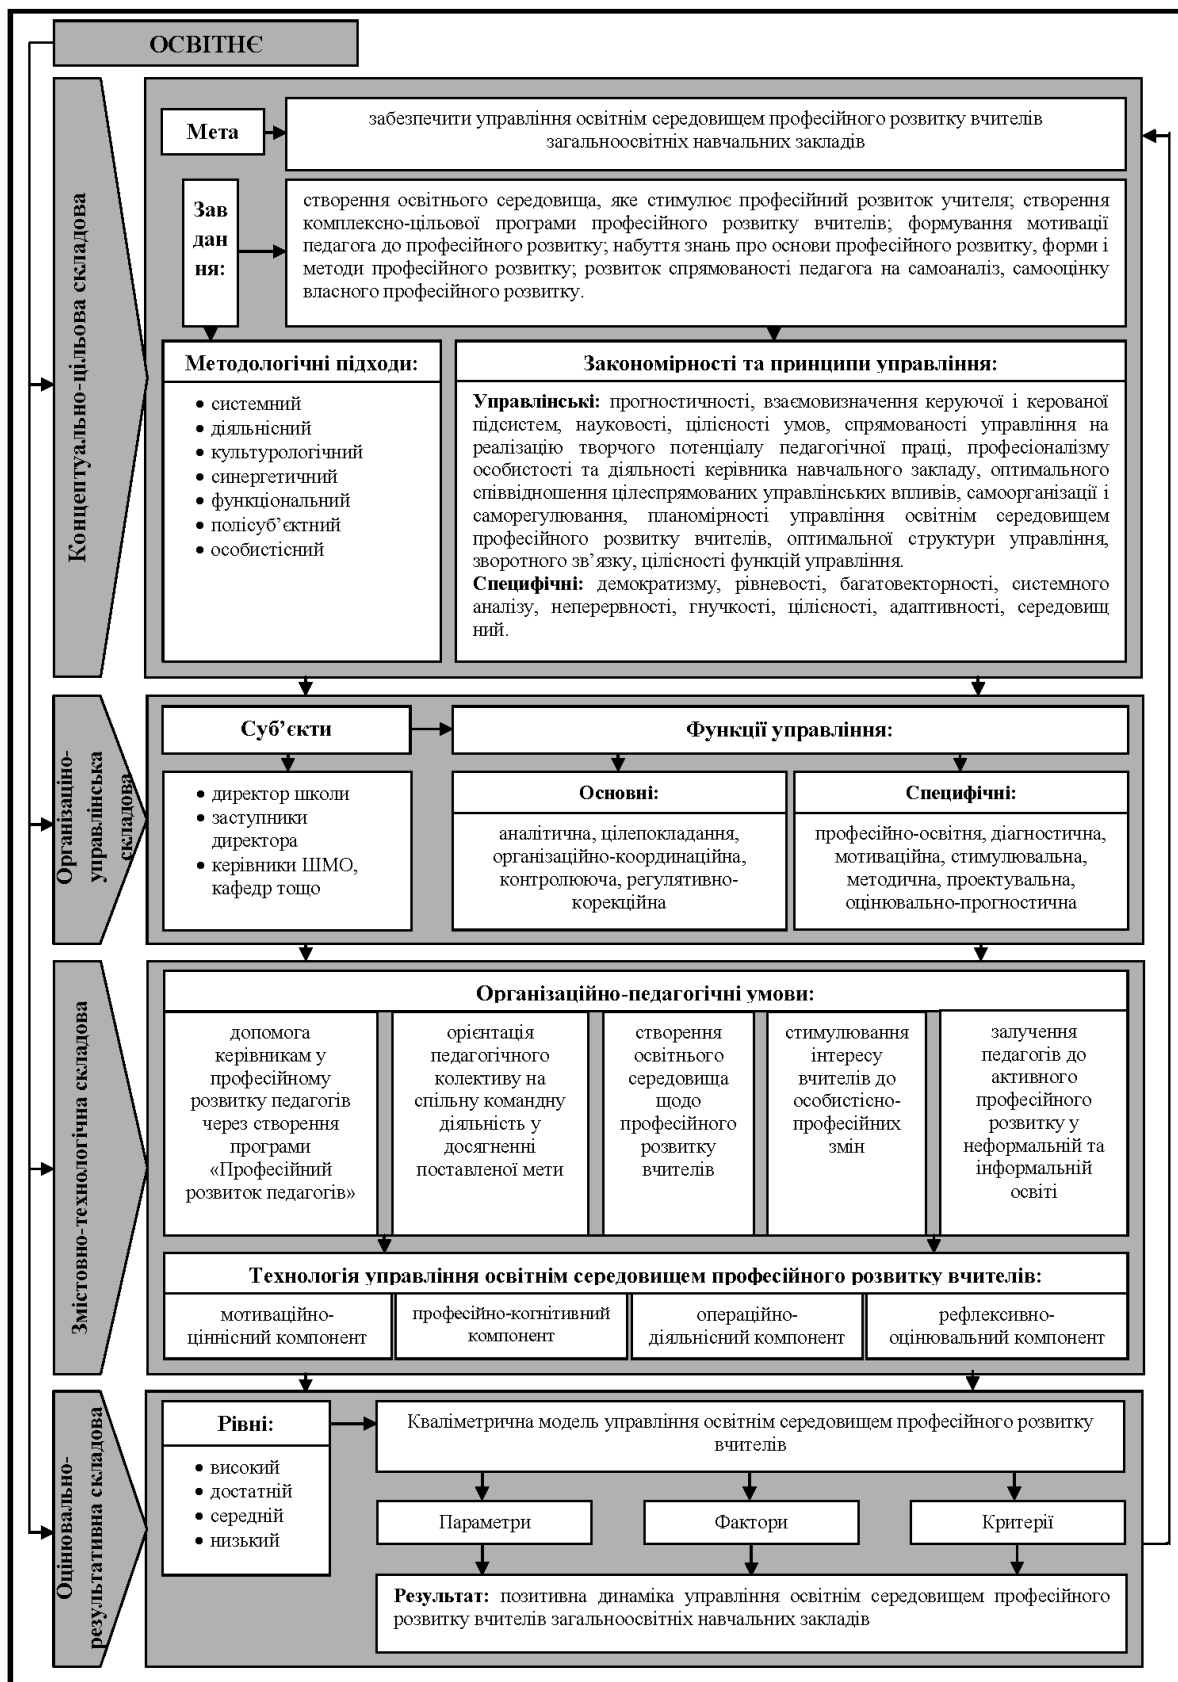 ОСВІТНЄ
Концептуально-цільова складова
Мета
забезпечити управління освітнім середовищем професійного розвитку вчителів
загальноосвітніх навчальних закладів
Зав
дан
ня:
створення освітнього середовища, яке стимулює професійний розвиток учителя; створення
комплексно-цільової програми професійного розвитку вчителів; формування мотивації
педагога до професійного розвитку; набуття знань про основи професійного розвитку, форми і
методи професійного розвитку; розвиток спрямованості педагога на самоаналіз, самооцінку
власного професійного розвитку.
Методологічні підходи:
• системний
• діяльнісний
• культурологічний
• синергетичний
• функціональний
• полісуб’єктний
• особистісний
Закономірності та принципи управління:
Управлінські: прогностичності, взаємовизначення керуючої і керованої
підсистем, науковості, цілісності умов, спрямованості управління на
реалізацію творчого потенціалу педагогічної праці, професіоналізму
особистості та діяльності керівника навчального закладу, оптимального
співвідношення цілеспрямованих управлінських впливів, самоорганізації і
саморегулювання, планомірності управління освітнім середовищем
професійного розвитку вчителів, оптимальної структури управління,
зворотного зв’язку, цілісності функцій управління.
Специфічні: демократизму, рівневості, багатовекторності, системного
аналізу, неперервності, гнучкості, цілісності, адаптивності, середовищ
ний.
Організаціно-
управлінська
складова
Суб’єкти
• директор школи
• заступники
директора
• керівники ШМО,
кафедр тощо
Функції управління:
Основні:
аналітична, цілепокладання,
організаційно-координаційна,
контролююча, регулятивно-
корекційна
Специфічні:
професійно-освітня, діагностична,
мотиваційна, стимулювальна,
методична, проектувальна,
оцінювально-прогностична
Змістовно-технологічна складова
Організаційно-педагогічні умови:
допомога
керівникам у
професійному
розвитку педагогів
через створення
програми
«Професійний
розвиток педагогів»
орієнтація
педагогічного
колективу на
спільну командну
діяльність у
досягненні
поставленої мети
створення
освітнього
середовища
щодо
професійного
розвитку
вчителів
стимулювання
інтересу
вчителів до
особистісно-
професійних
змін
залучення
педагогів до
активного
професійного
розвитку у
неформальній та
інформальній
освіті
Технологія управління освітнім середовищем професійного розвитку вчителів:
мотиваційно-
ціннісний компонент
професійно-когнітивний
компонент
операційно-
діяльнісний компонент
рефлексивно-
оцінювальний компонент
Оцінювально-
результативна складова
Рівні:
• високий
• достатній
• середній
• низький
Кваліметрична модель управління освітнім середовищем професійного розвитку
вчителів
Параметри
Фактори
Критерії
Результат: позитивна динаміка управління освітнім середовищем професійного
розвитку вчителів загальноосвітніх навчальних закладів